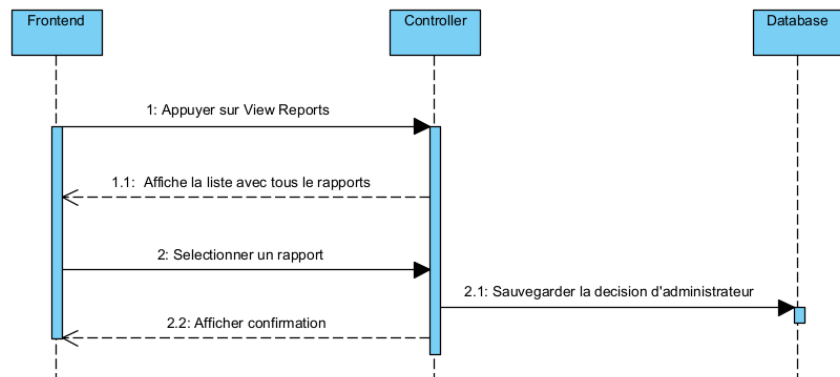 Frontend
Controller
Database
1: Appuyer sur View Reports
1.1: Affiche la liste avec tous le rapports
2: Selectionner un rapport
2.1: Sauvegarder la decision d'administrateur
2.2: Afficher confirmation